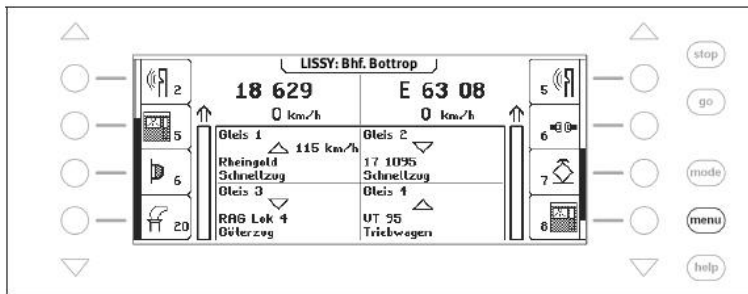 LISSY: Bhf. Bottrop
18 629
E 63 08
0 km/h
0 km/h
2
5
6
20
5
6
7
8
Gleis 1
115 km/h
Rheingold
Schnellzug
Gleis 2
17 1095
Schnellzug
Gleis 3
RAG Lok 4
Güterzug
Gleis 4
VT 95
Triebwagen
stop
go
mode
menu
help